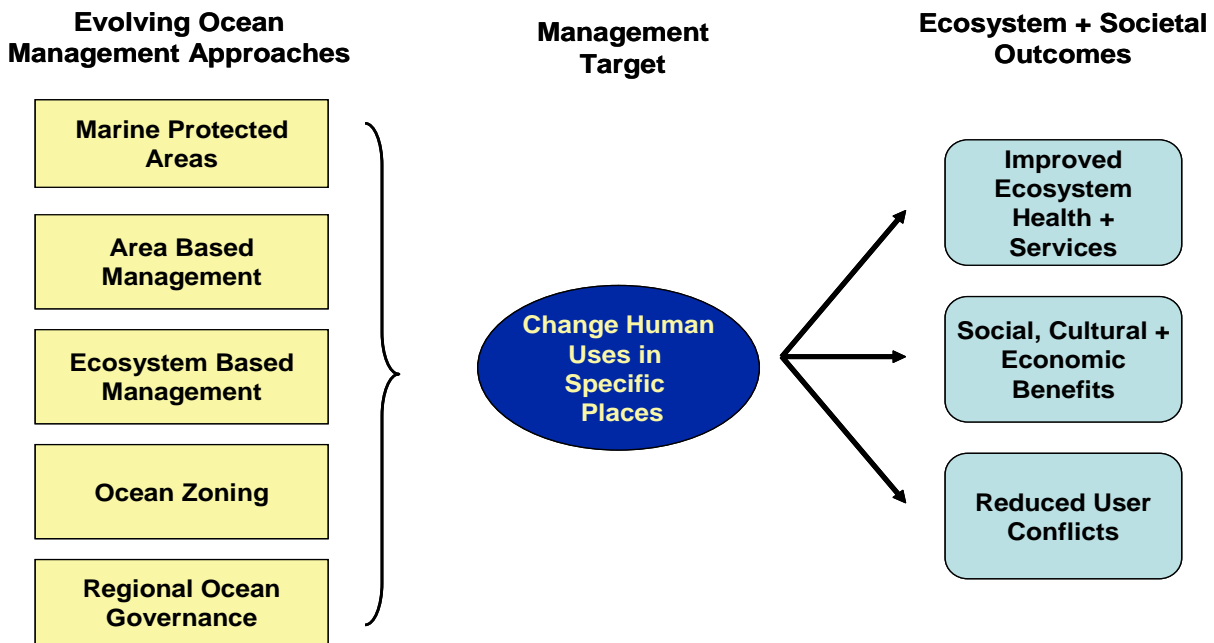 Evolving Ocean
Management Approaches
Marine Protected
Areas
Area Based
Management
Ecosystem Based
Management
Ocean Zoning
Regional Ocean
Governance
Management
Target
Change Human
Uses in
Specific
Places
Ecosystem + Societal
Outcomes
Improved
Ecosystem
Health +
Services
Social, Cultural +
Economic
Benefits
Reduced User
Conflicts